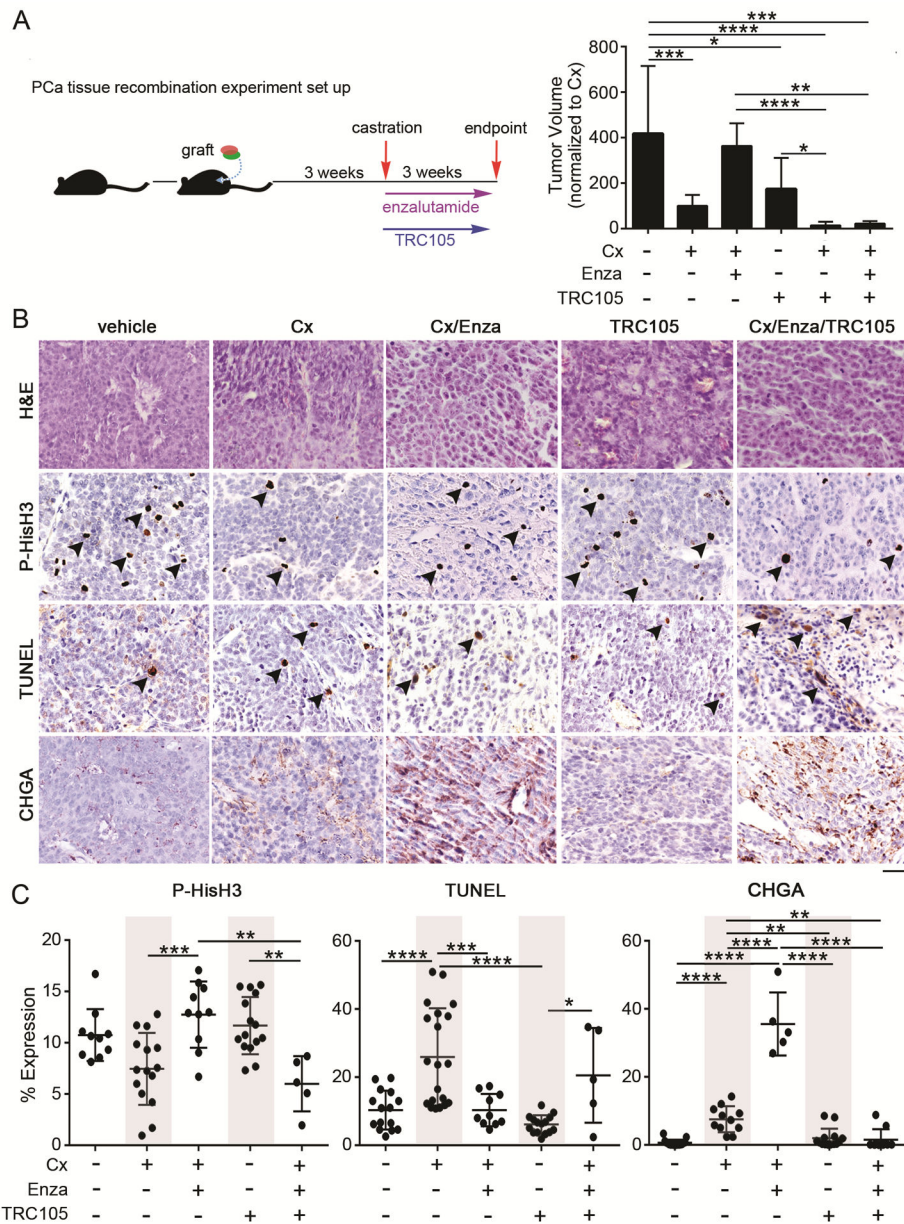 A
PCa tissue recombination experiment set up
graft
castration
endpoint
3 weeks
3 weeks
enzalutamide
TRC105
Tumor Volume
(normalized to Cx)
800
600
400
200
0
***
****
*
***
**
****
*
Cx - + + - + +
Enza - - + - - +
TRC105 - - - + + +
B
vehicle Cx Cx/Enza TRC105 Cx/Enza/TRC105
H&E
P-HisH3
TUNEL
CHGA
C
P-HisH3 TUNEL CHGA
% Expression
20
15
10
5
0
***
**
**
60
40
20
0
****
***
****
*
60
40
20
0
**
**
****
****
****
****
****
Cx - + + - + - + + - + - + + - +
Enza - - + - + - - + - + - - + - +
TRC105 - - - + + - - - + + - - - + +